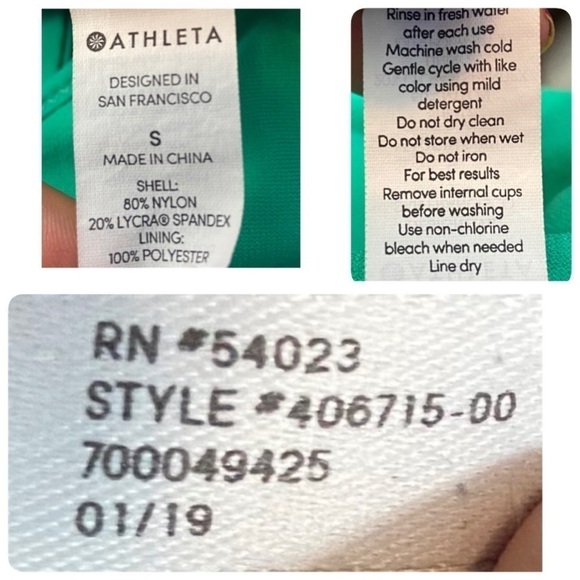 ATHLETA
DESIGNED IN
SAN FRANCISCO
S
MADE IN CHINA
SHELL:
80% NYLON
20% LYCRA® SPANDEX
LINING:
100% POLYESTER
Rinse in fresh water
after each use
Machine wash cold
Gentle cycle with like
color using mild
detergent
Do not dry clean
Do not store when wet
Do not iron
For best results
Remove internal cups
before washing
Use non-chlorine
bleach when needed
Line dry
RN #54023
STYLE #406715-00
700049425
01/19